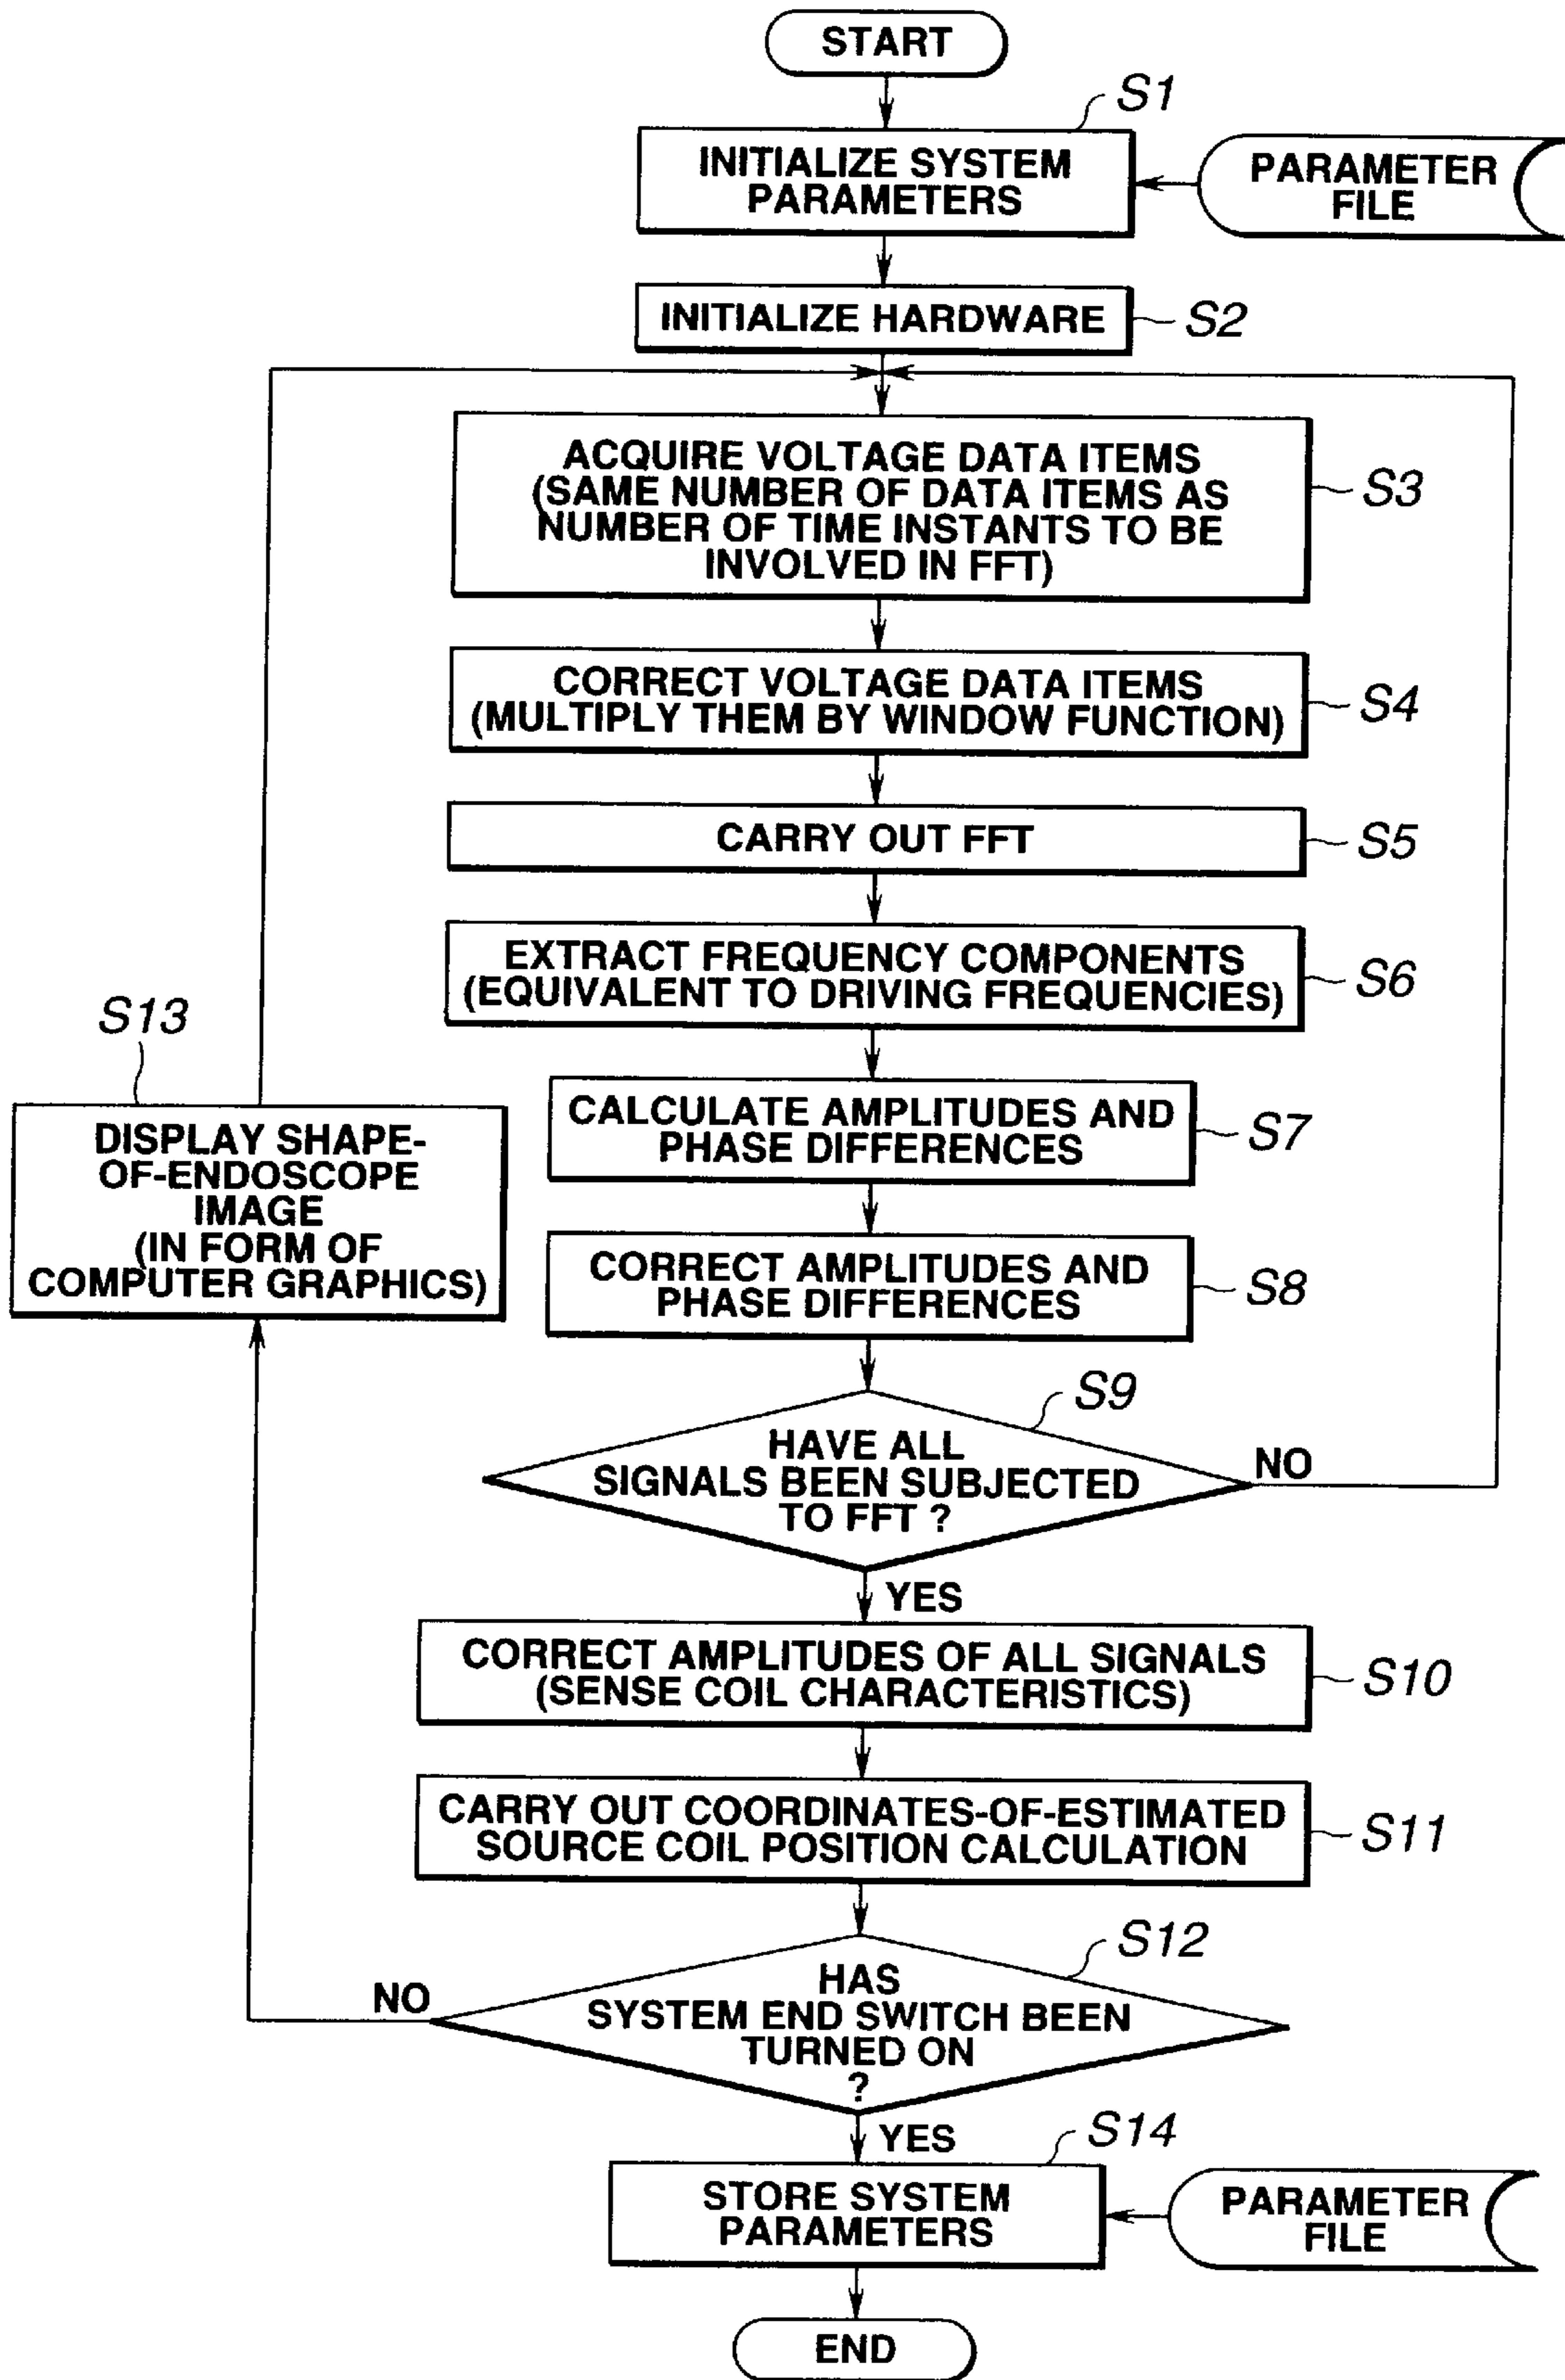 START
S1
INITIALIZE SYSTEM
PARAMETERS
PARAMETER
FILE
INITIALIZE HARDWARE
S2
ACQUIRE VOLTAGE DATA ITEMS
(SAME NUMBER OF DATA ITEMS AS
NUMBER OF TIME INSTANTS TO BE
INVOLVED IN FFT)
S3
CORRECT VOLTAGE DATA ITEMS
(MULTIPLY THEM BY WINDOW FUNCTION)
S4
CARRY OUT FFT
S5
EXTRACT FREQUENCY COMPONENTS
(EQUIVALENT TO DRIVING FREQUENCIES)
S6
S13
DISPLAY SHAPE-
OF-ENDOSCOPE
IMAGE
(IN FORM OF
COMPUTER GRAPHICS)
CALCULATE AMPLITUDES AND
PHASE DIFFERENCES
S7
CORRECT AMPLITUDES AND
PHASE DIFFERENCES
S8
S9
HAVE ALL
SIGNALS BEEN SUBJECTED
TO FFT ?
NO
YES
CORRECT AMPLITUDES OF ALL SIGNALS
(SENSE COIL CHARACTERISTICS)
S10
CARRY OUT COORDINATES-OF-ESTIMATED
SOURCE COIL POSITION CALCULATION
S11
S12
HAS
SYSTEM END SWITCH BEEN
TURNED ON
?
NO
YES
S14
STORE SYSTEM
PARAMETERS
PARAMETER
FILE
END